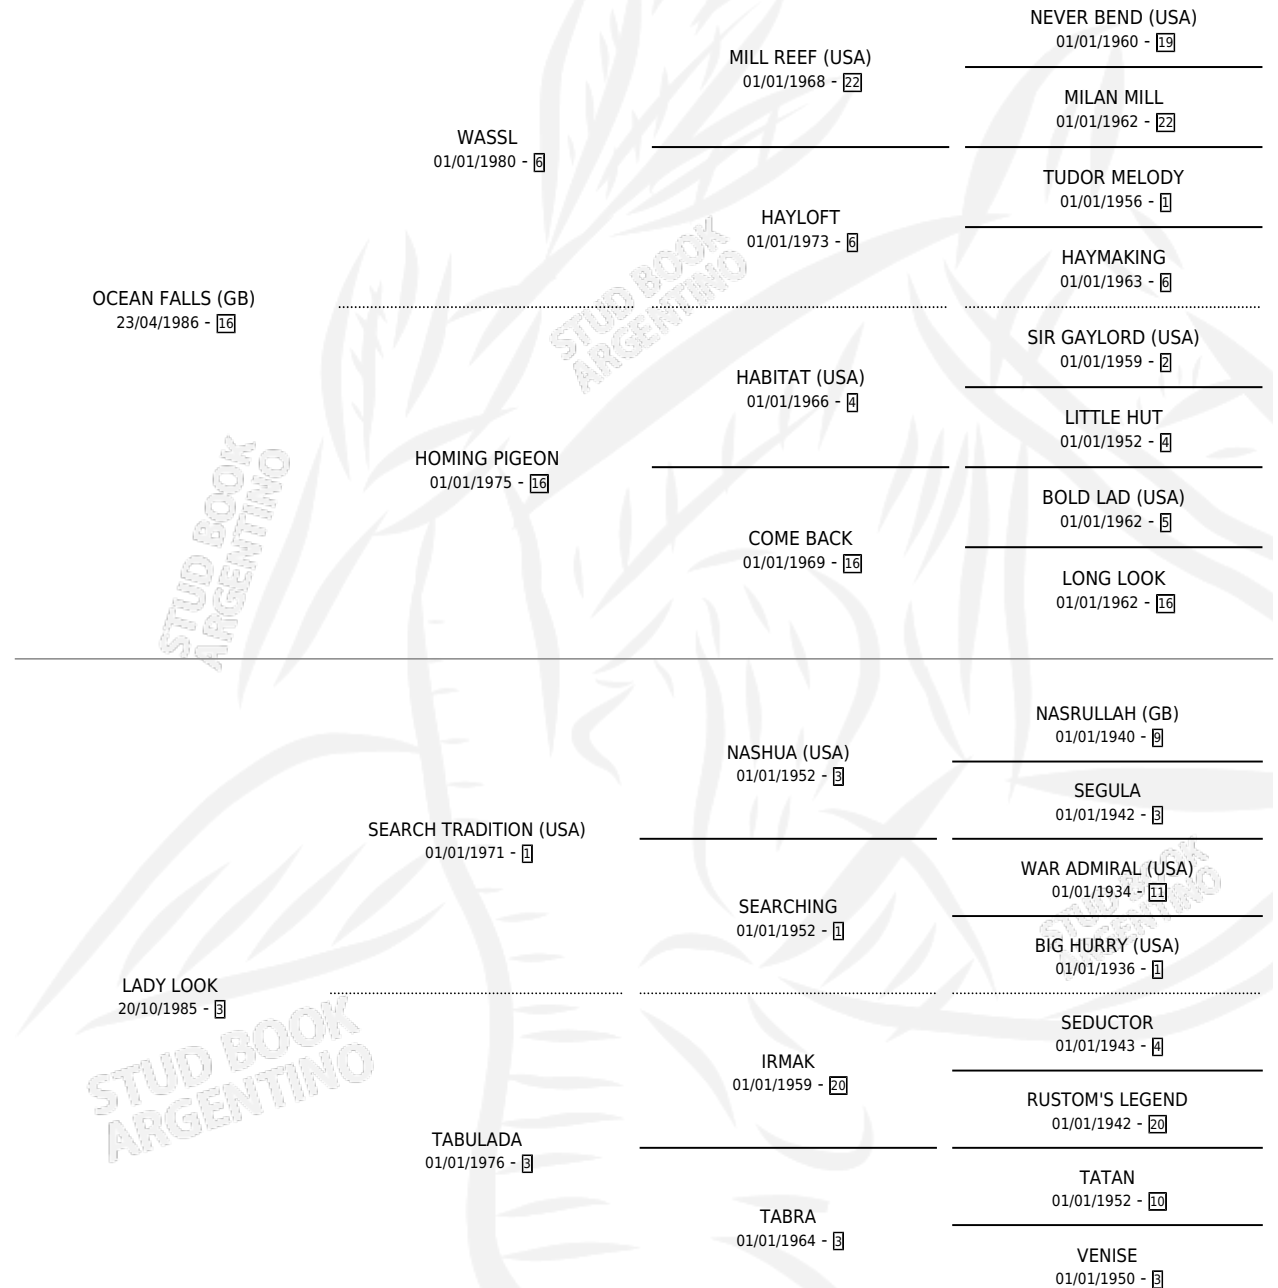 NEVER BEND (USA)
01/01/1960 - 19
MILL REEF (USA)
01/01/1968 - 22
MILAN MILL
01/01/1962 - 22
WASSL
01/01/1980 - 6
TUDOR MELODY
01/01/1956 - 1
HAYLOFT
01/01/1973 - 6
HAYMAKING
01/01/1963 - 6
OCEAN FALLS (GB)
23/04/1986 - 16
SIR GAYLORD (USA)
01/01/1959 - 2
HABITAT (USA)
01/01/1966 - 4
LITTLE HUT
01/01/1952 - 4
HOMING PIGEON
01/01/1975 - 16
BOLD LAD (USA)
01/01/1962 - 5
COME BACK
01/01/1969 - 16
LONG LOOK
01/01/1962 - 16
NASRULLAH (GB)
01/01/1940 - 9
NASHUA (USA)
01/01/1952 - 3
SEGULA
01/01/1942 - 3
SEARCH TRADITION (USA)
01/01/1971 - 1
WAR ADMIRAL (USA)
01/01/1934 - 11
SEARCHING
01/01/1952 - 1
BIG HURRY (USA)
01/01/1936 - 1
LADY LOOK
20/10/1985 - 3
SEDUCTOR
01/01/1943 - 4
IRMAK
01/01/1959 - 20
RUSTOM'S LEGEND
01/01/1942 - 20
TABULADA
01/01/1976 - 3
TATAN
01/01/1952 - 10
TABRA
01/01/1964 - 3
VENISE
01/01/1950 - 3
STUD BOOK
ARGENTINO
STUD BOOK
ARGENTINO
STUD BOOK
ARGENTINO
STUD BOOK
ARGENTINO